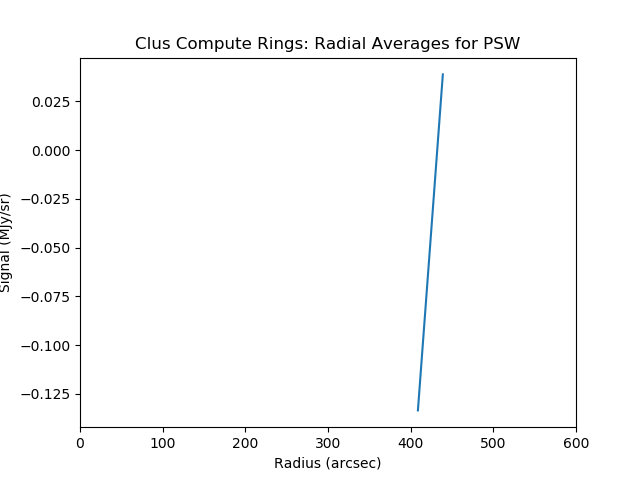 Clus Compute Rings: Radial Averages for PSW
Signal (MJy/sr)
0.025
0.000
−0.025
−0.050
−0.075
−0.100
−0.125
0 100 200 300 400 500 600
Radius (arcsec)